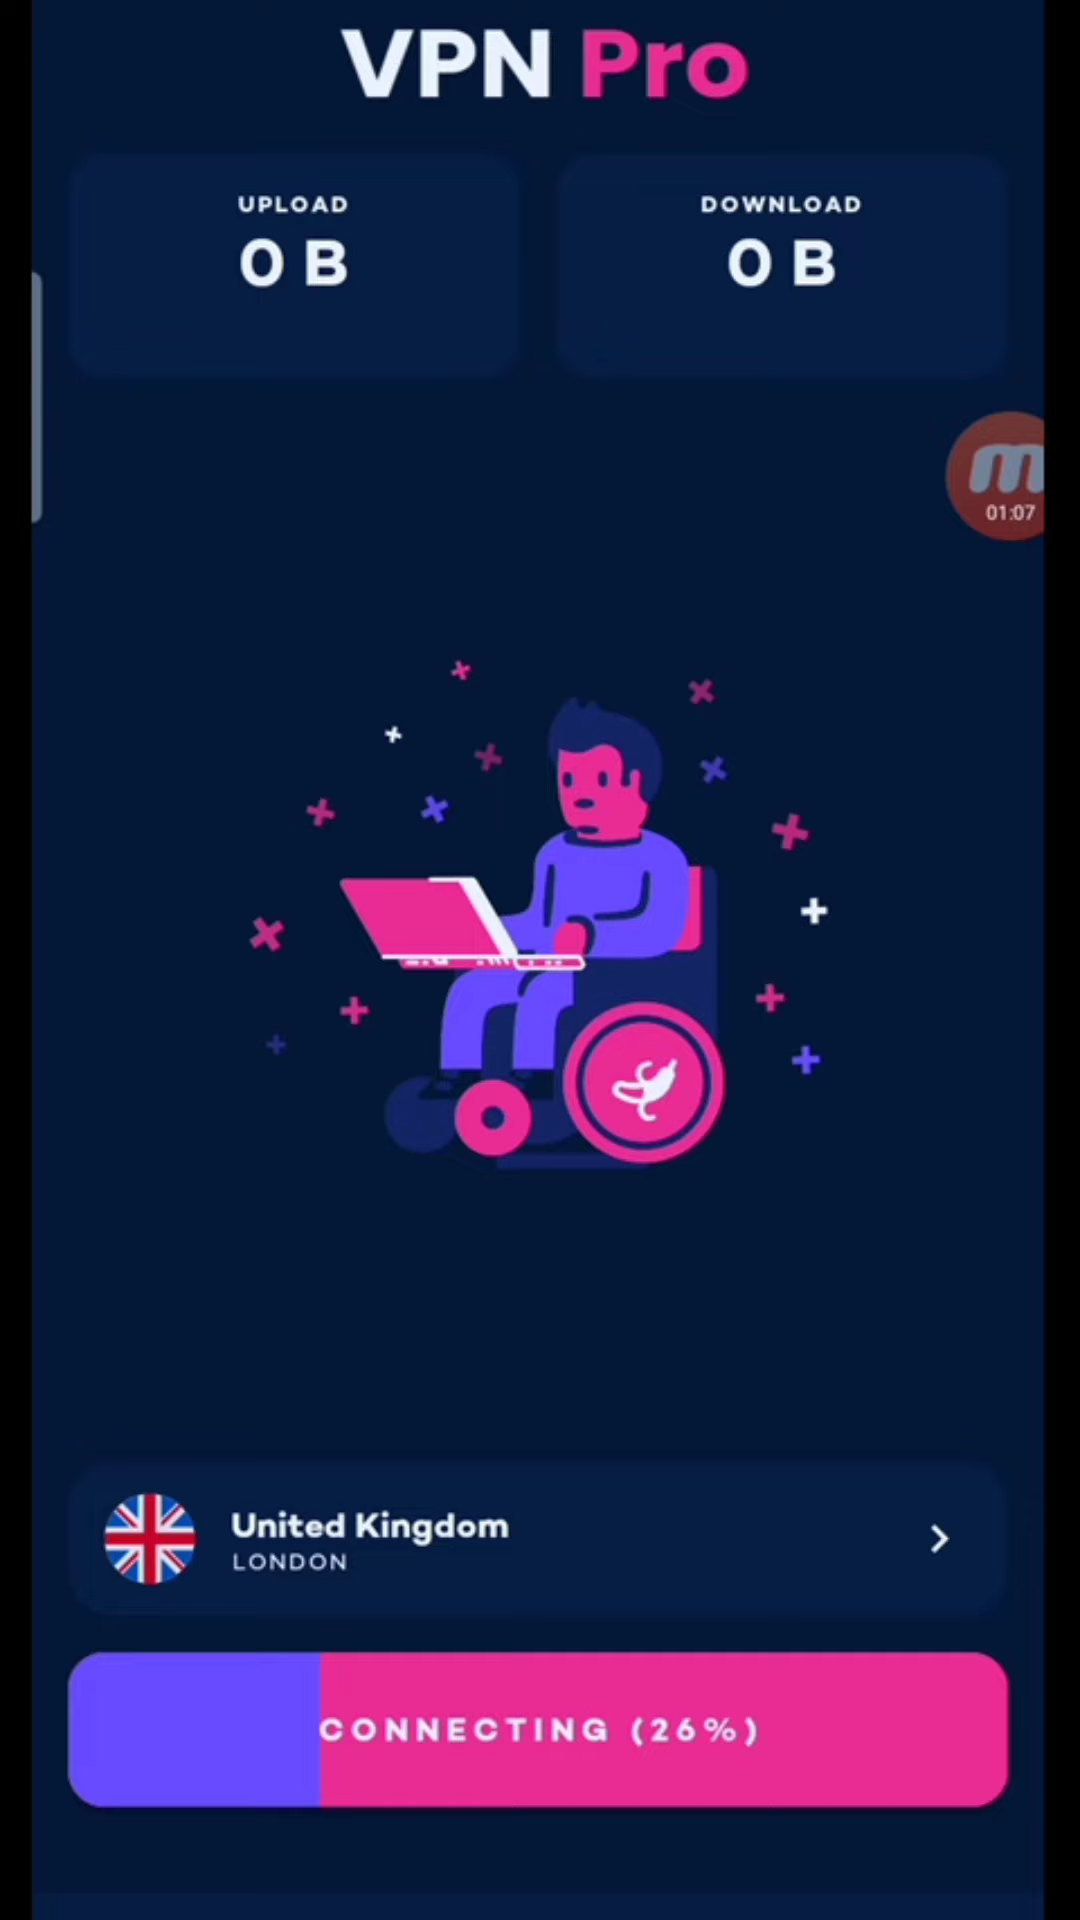 VPN Pro
UPLOAD
0 B
DOWNLOAD
0 B
m
01:07
United Kingdom
LONDON
CONNECTING (26%)